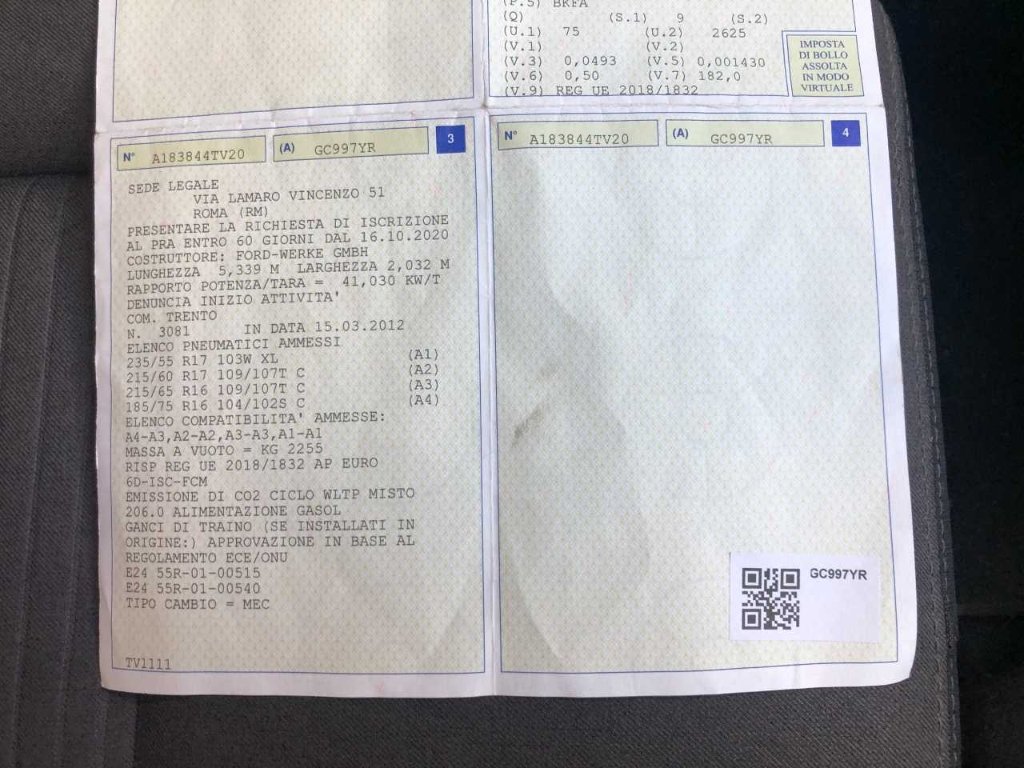 (P.5) BKFA
(Q) (S.1) 9 (S.2)
(U.1) 75 (U.2) 2625
(V.1) (V.2)
(V.3) 0,0493 (V.5) 0,001430
(V.6) 0,50 (V.7) 182,0
(V.9) REG UE 2018/1832
IMPOSTA
DI BOLLO
ASSOLTA
IN MODO
VIRTUALE
N° A183844TV20 (A) GC997YR 3
SEDE LEGALE
VIA LAMARO VINCENZO 51
ROMA (RM)
PRESENTARE LA RICHIESTA DI ISCRIZIONE
AL PRA ENTRO 60 GIORNI DAL 16.10.2020
COSTRUTTORE: FORD-WERKE GMBH
LUNGHEZZA 5,339 M LARGHEZZA 2,032 M
RAPPORTO POTENZA/TARA = 41,030 KW/T
DENUNCIA INIZIO ATTIVITA'
COM. TRENTO
N. 3081 IN DATA 15.03.2012
ELENCO PNEUMATICI AMMESSI
235/55 R17 103W XL (A1)
215/60 R17 109/107T C (A2)
215/65 R16 109/107T C (A3)
185/75 R16 104/102S C (A4)
ELENCO COMPATIBILITA' AMMESSE:
A4-A3,A2-A2,A3-A3,A1-A1
MASSA A VUOTO = KG 2255
RISP REG UE 2018/1832 AP EURO
6D-ISC-FCM
EMISSIONE DI CO2 CICLO WLTP MISTO
206.0 ALIMENTAZIONE GASOL
GANCI DI TRAINO (SE INSTALLATI IN
ORIGINE:) APPROVAZIONE IN BASE AL
REGOLAMENTO ECE/ONU
E24 55R-01-00515
E24 55R-01-00540
TIPO CAMBIO = MEC
TV1111
N° A183844TV20 (A) GC997YR 4
GC997YR